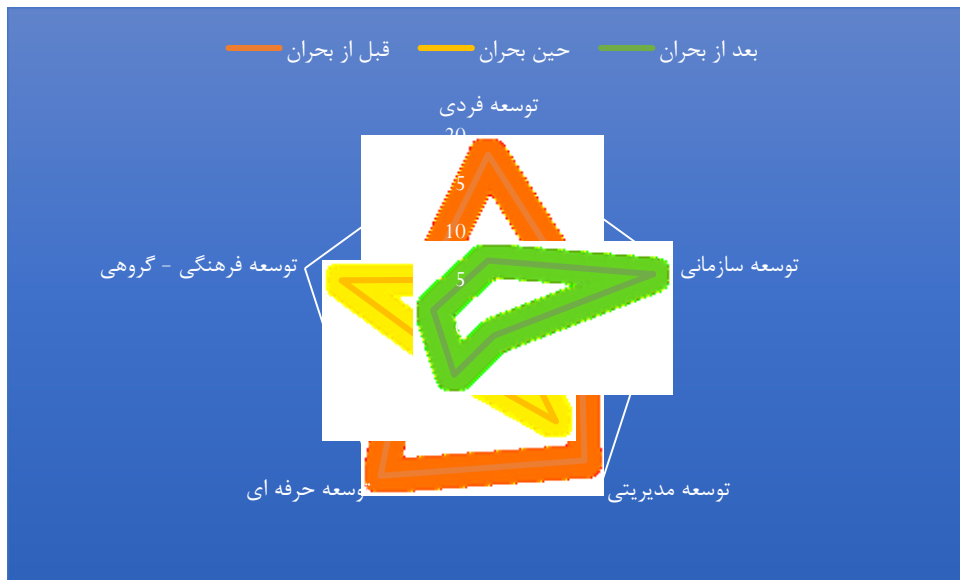 قبل از بحران
حین بحران
بعد از بحران
توسعه فردی
20
5
10
5
توسعه سازمانی
توسعه فرهنگی - گروهی
توسعه مدیریتی
توسعه حرفه ای